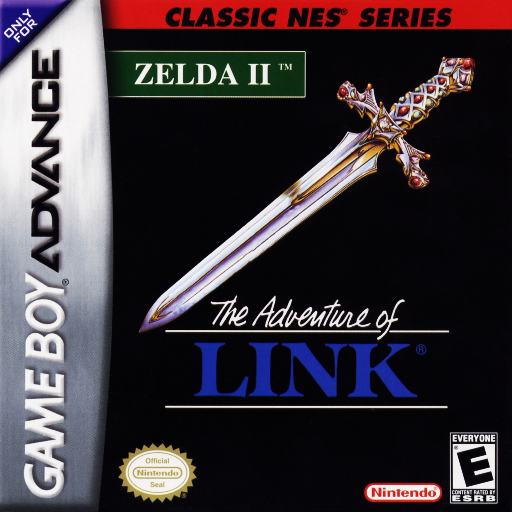 ONLY
FOR
CLASSIC NES® SERIES
GAME BOY ADVANCE
ZELDA II™
The Adventure of
LINK®
Official
Nintendo
Seal
Nintendo®
EVERYONE
E
CONTENT RATED BY
ESRB